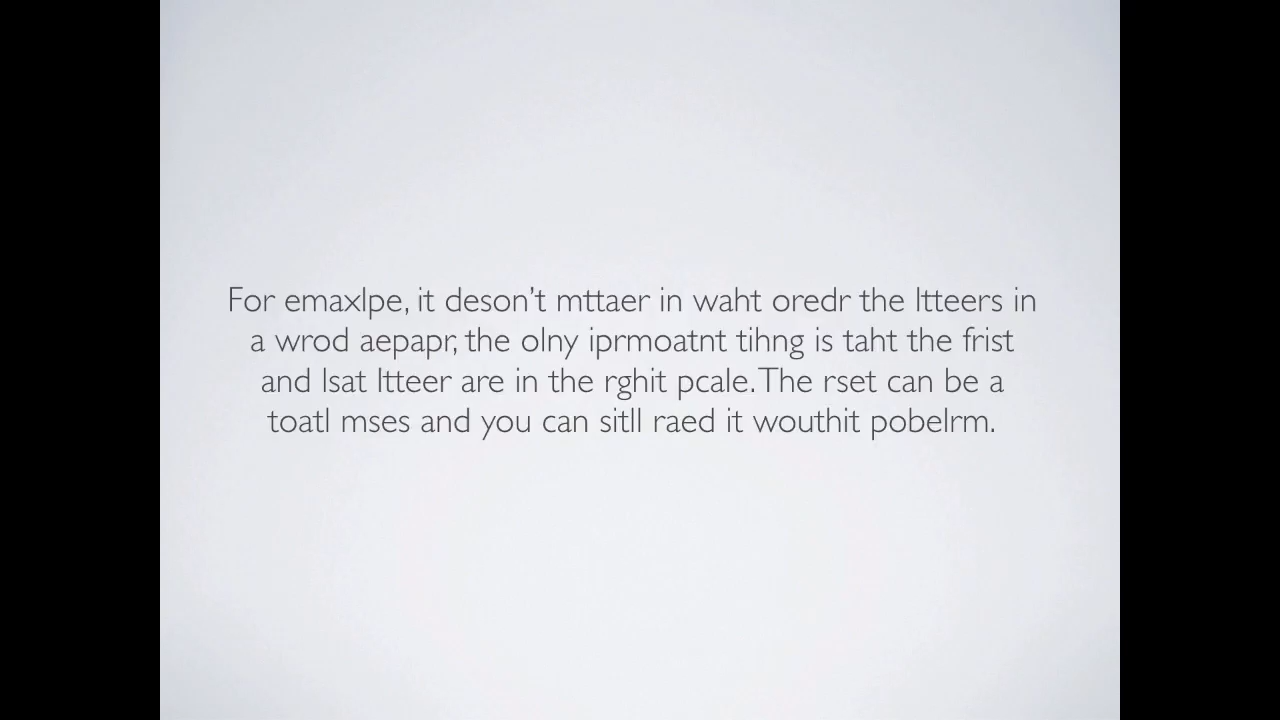 For emaxlpe, it deson’t mttaer in waht oredr the ltteers in
a wrod aepapr, the olny iprmoatnt tihng is taht the frist
and lsat ltteer are in the rghit pcale. The rset can be a
toatl mses and you can sitll raed it wouthit pobelrm.